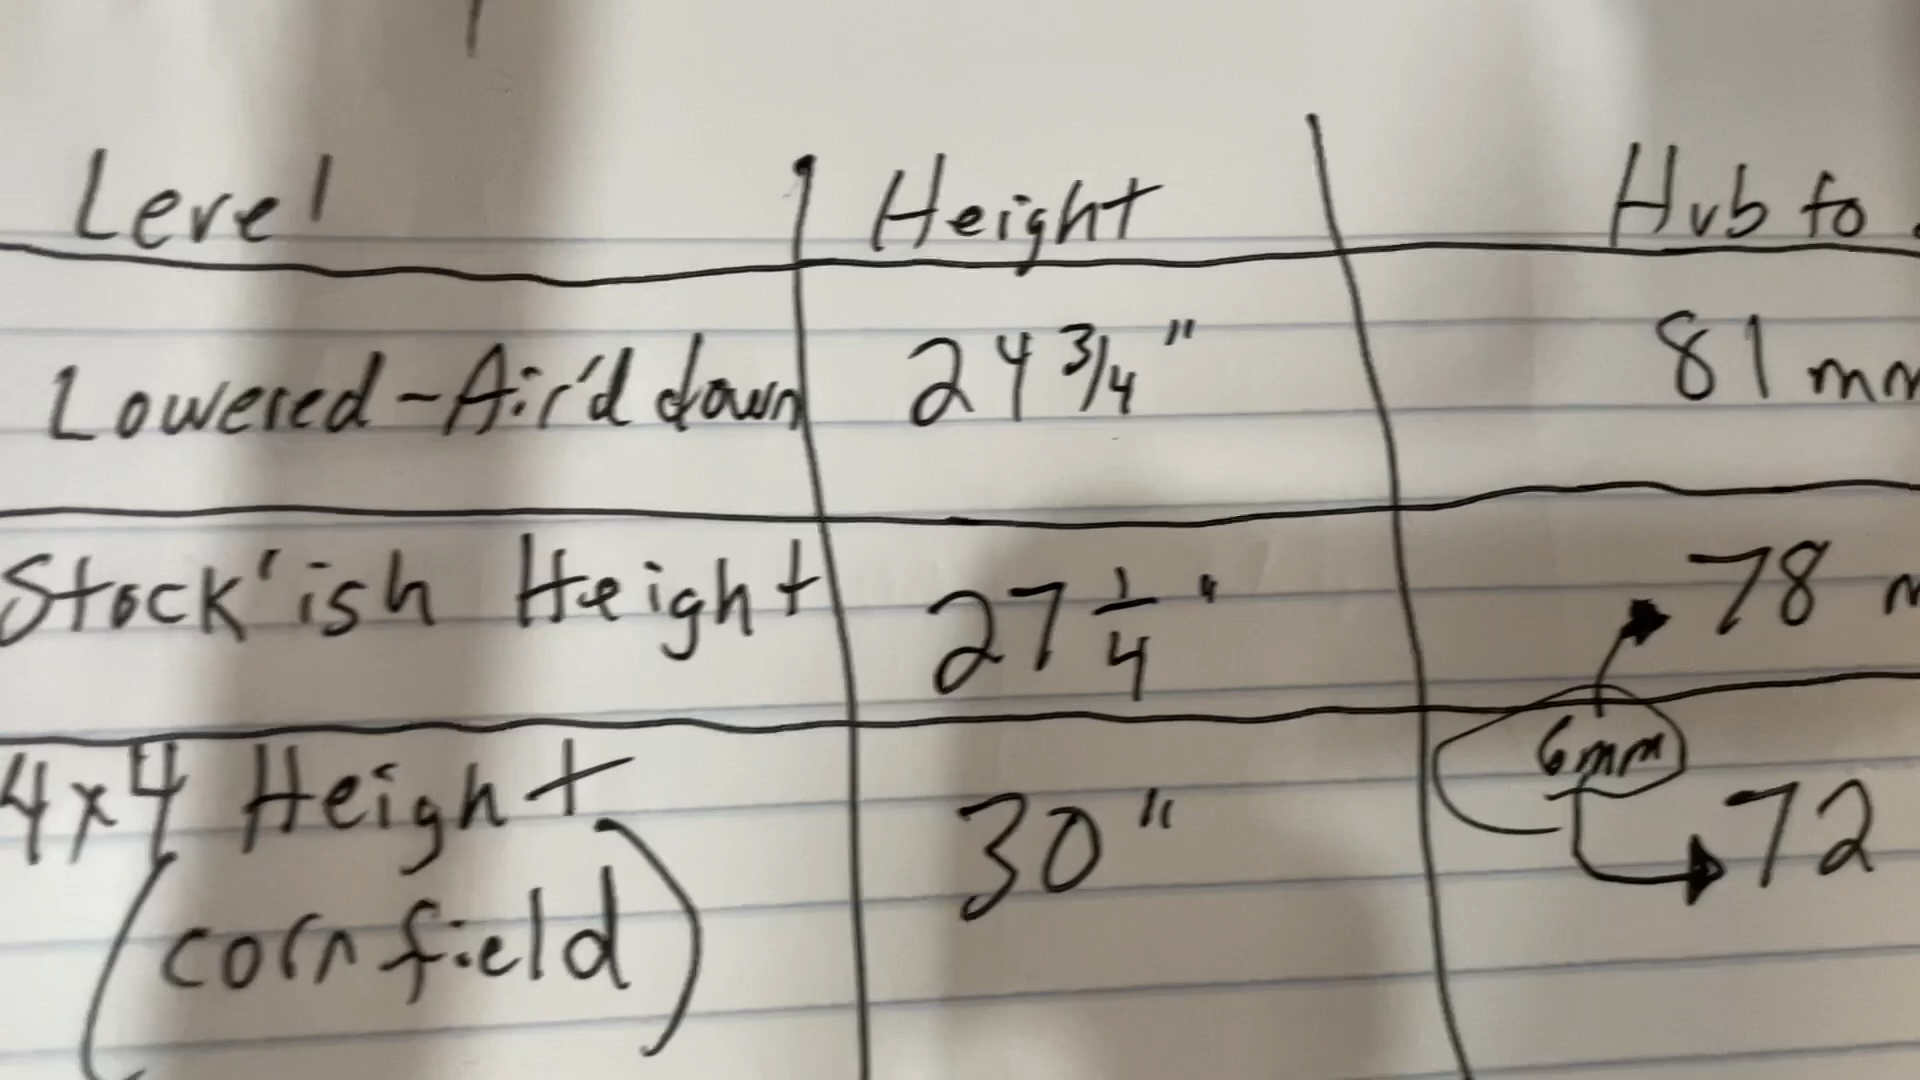 Level Height Hub to
Lowered-Air'd down 24 3/4" 81 mm
Stock'ish Height 27 1/4" 78 m
6mm
4x4 Height 30" 72
(cornfield)